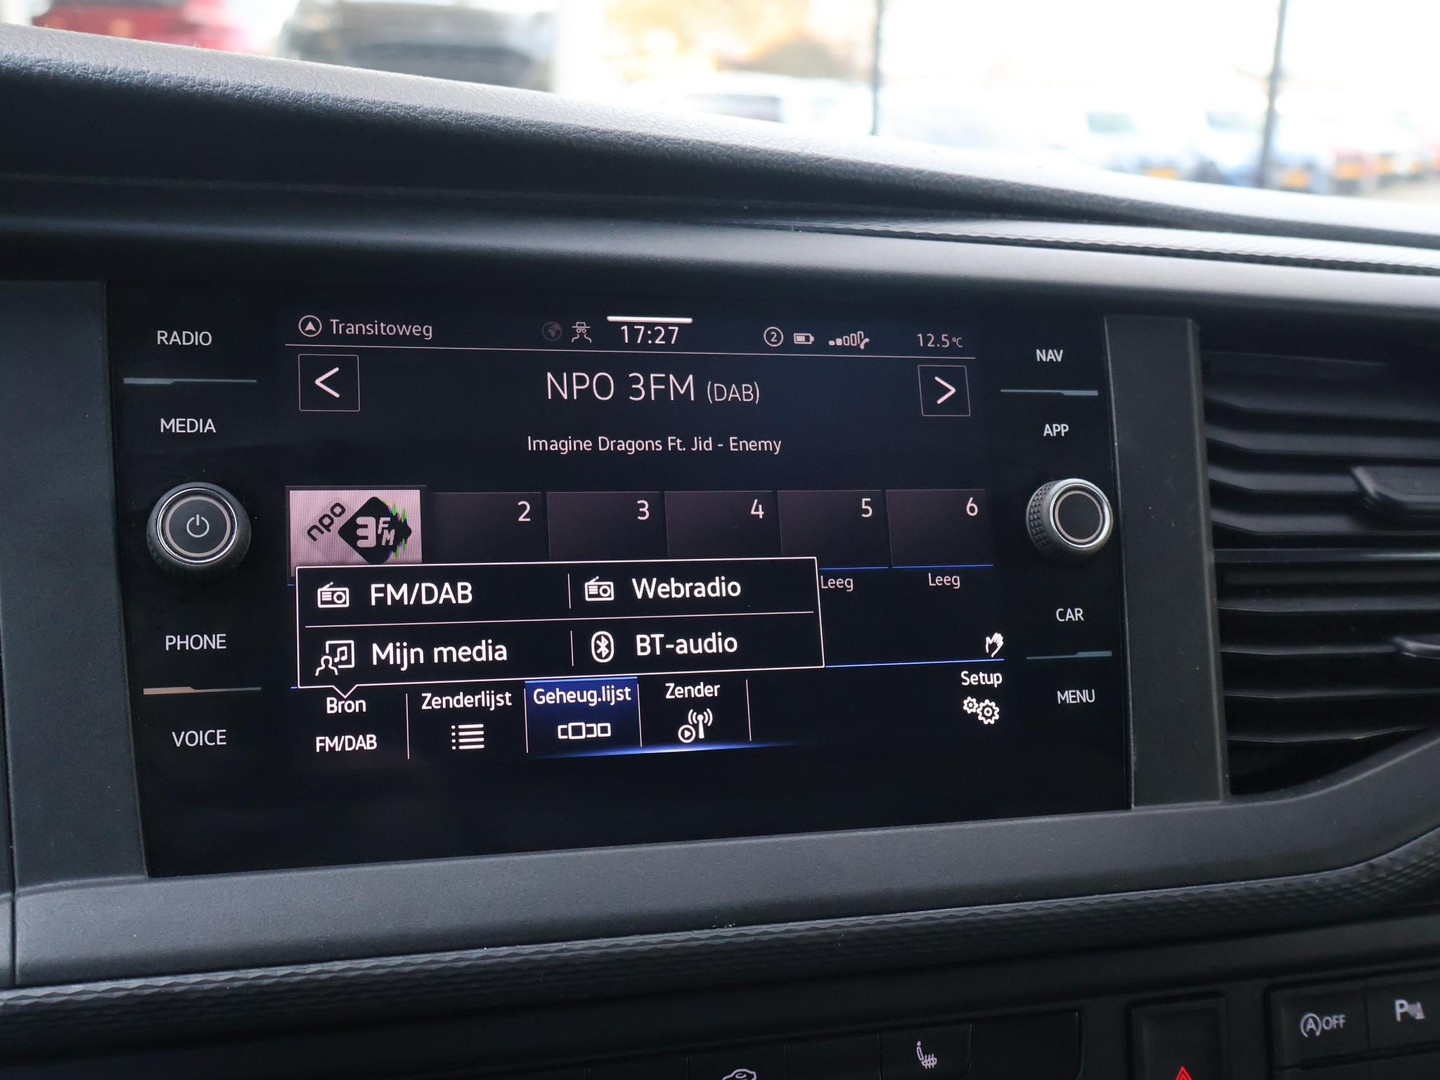 RADIO
MEDIA
PHONE
VOICE
Transitoweg
17:27
2
12.5°C
<
NPO 3FM (DAB)
>
Imagine Dragons Ft. Jid - Enemy
npo 3FM
2
3
4
5
6
Leeg
Leeg
FM/DAB
Webradio
Mijn media
BT-audio
Bron
FM/DAB
Zenderlijst
Geheug.lijst
Zender
Setup
NAV
APP
CAR
MENU
A OFF
P